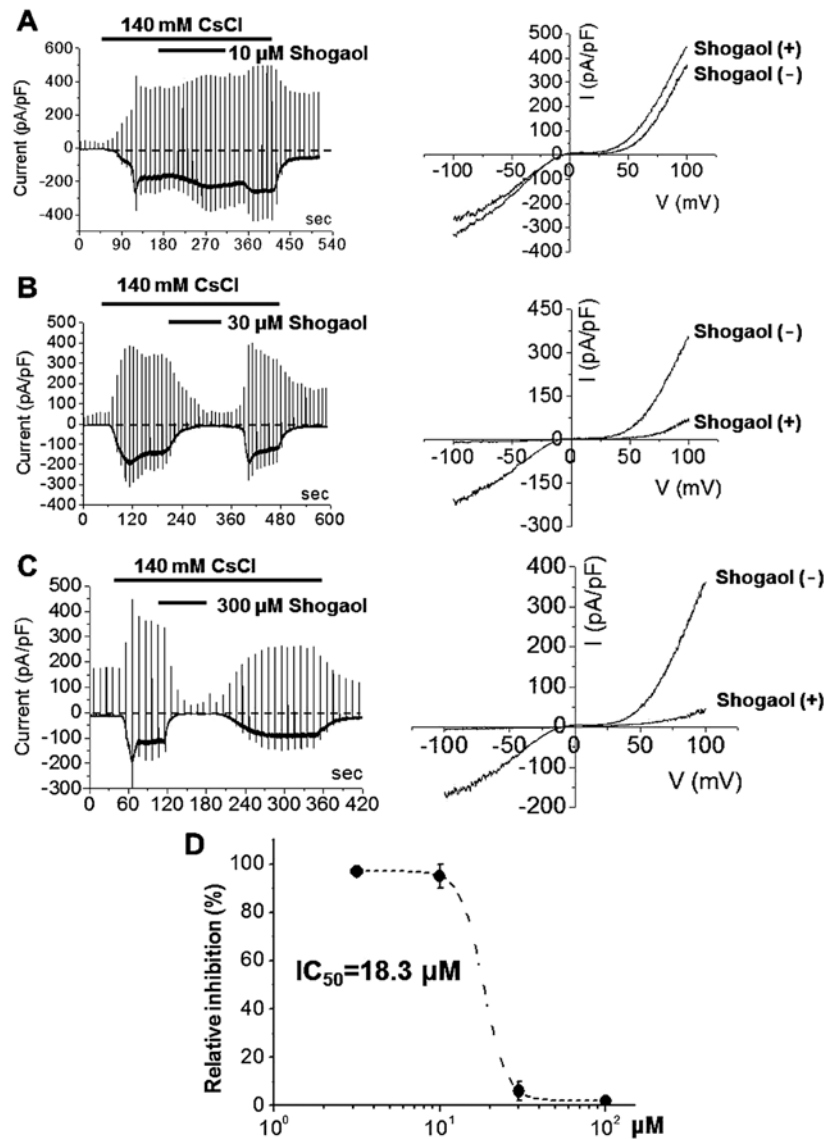 A
140 mM CsCl
10 µM Shogaol
Current (pA/pF)
600
400
200
0
-200
-400
sec
0 90 180 270 360 450 540
I (pA/pF)
500
400
300
200
100
0
-100
-200
-300
-400
-100 -50 0 50 100
V (mV)
Shogaol (+)
Shogaol (-)
B
140 mM CsCl
30 µM Shogaol
Current (pA/pF)
500
400
300
200
100
0
-100
-200
-300
-400
sec
0 120 240 360 480 600
I (pA/pF)
450
300
150
0
-150
-300
-100 -50 0 50 100
V (mV)
Shogaol (-)
Shogaol (+)
C
140 mM CsCl
300 µM Shogaol
Current (pA/pF)
500
400
300
200
100
0
-100
-200
-300
sec
0 60 120 180 240 300 360 420
I (pA/pF)
400
300
200
100
0
-100
-200
-100 -50 0 50 100
V (mV)
Shogaol (-)
Shogaol (+)
D
Relative inhibition (%)
100
80
60
40
20
0
IC50=18.3 µM
10⁰ 10¹ 10² µM